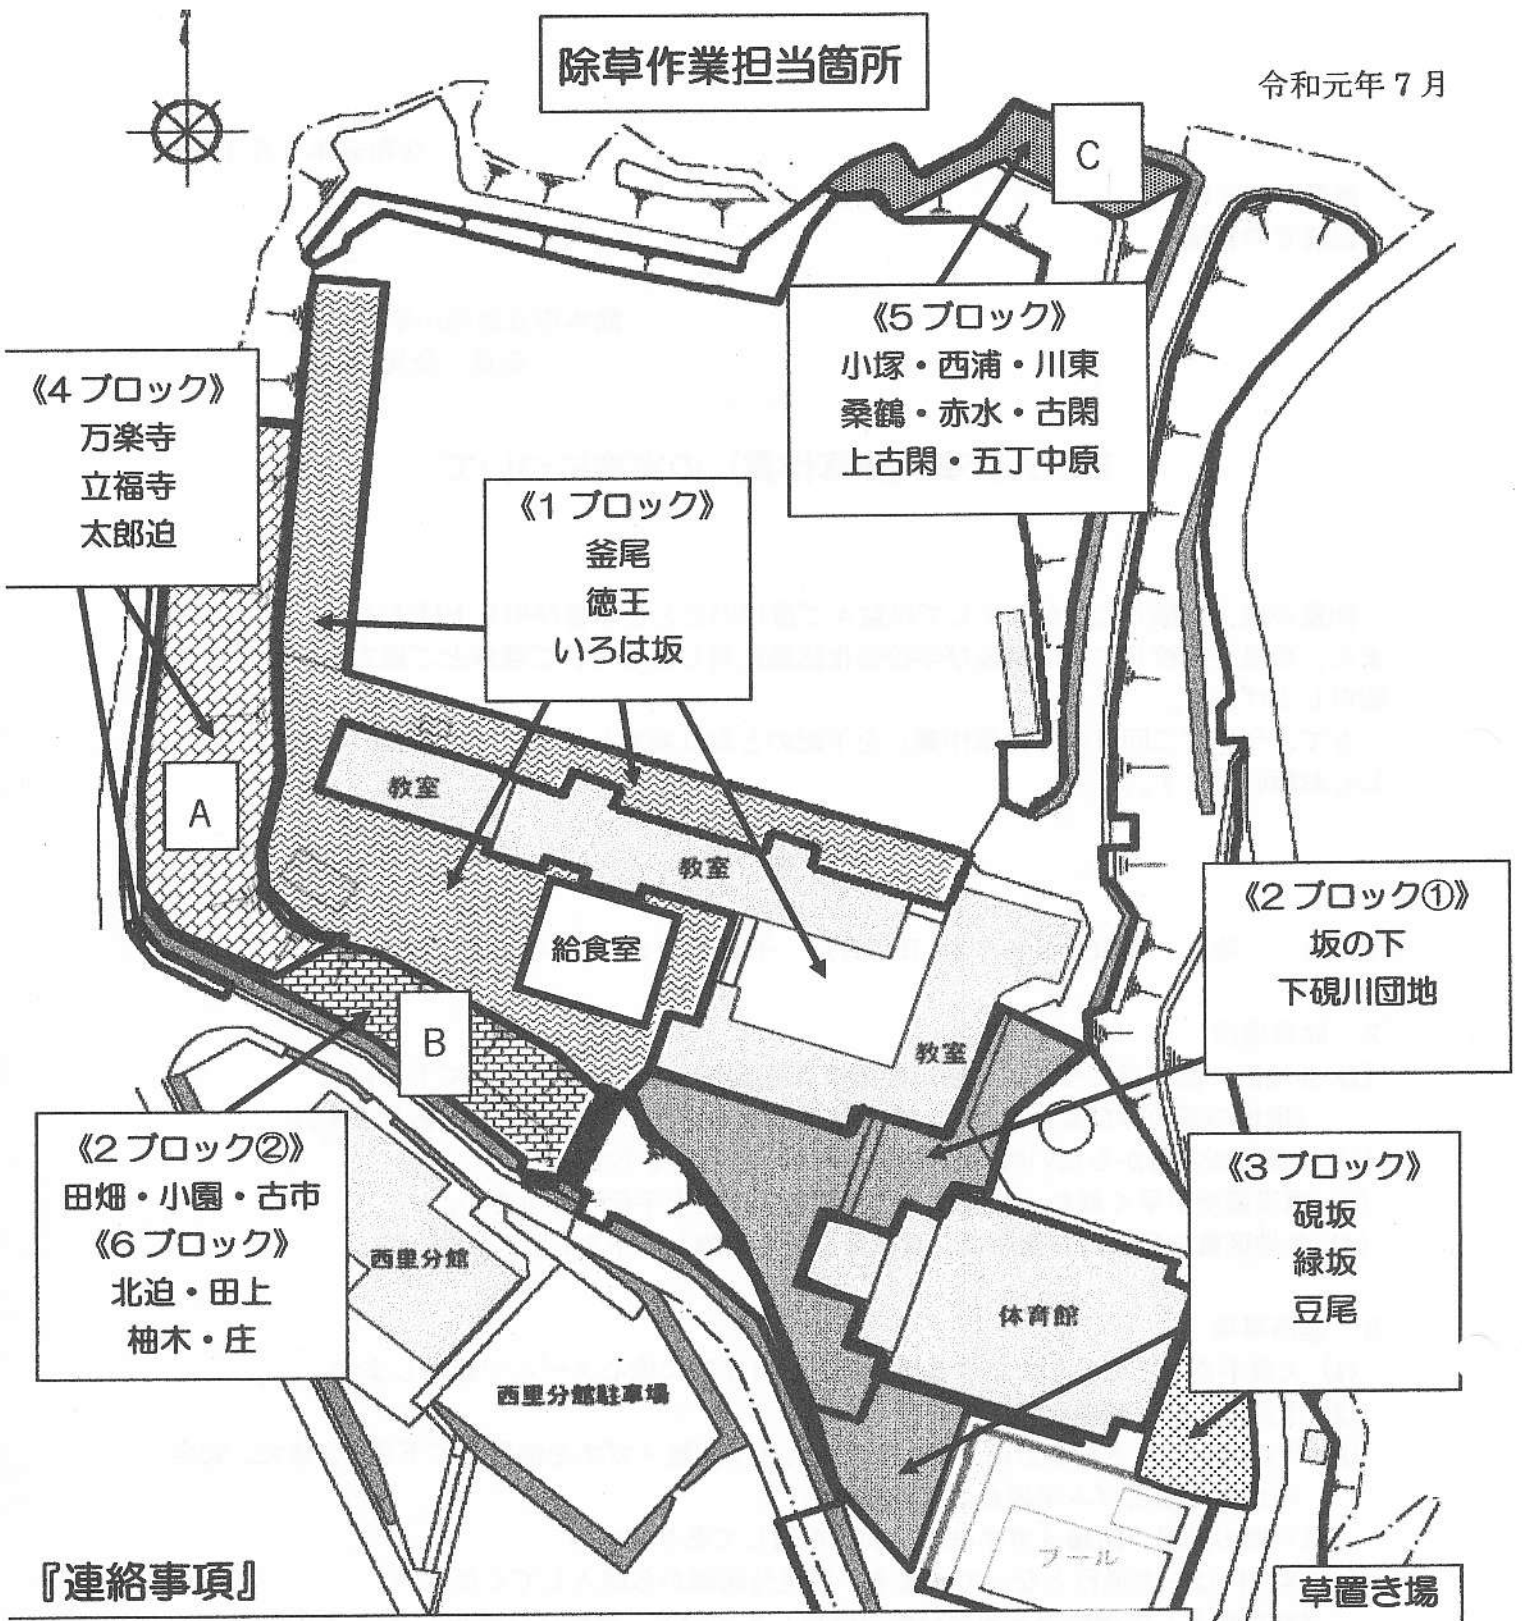 除草作業担当箇所
令和元年７月
C
《5 ブロック》
小塚・西浦・川東
桑鶴・赤水・古閑
上古閑・五丁中原
《4 ブロック》
万楽寺
立福寺
太郎迫
《1 ブロック》
釜尾
徳王
いろは坂
教室
A
教室
《2 ブロック①》
坂の下
下硯川団地
給食室
B
教室
《2 ブロック②》
田畑・小園・古市
《6 ブロック》
北迫・田上
柚木・庄
《3 ブロック》
硯坂
緑坂
豆尾
西里分館
体育館
西里分館駐車場
プール
『連絡事項』
草置き場